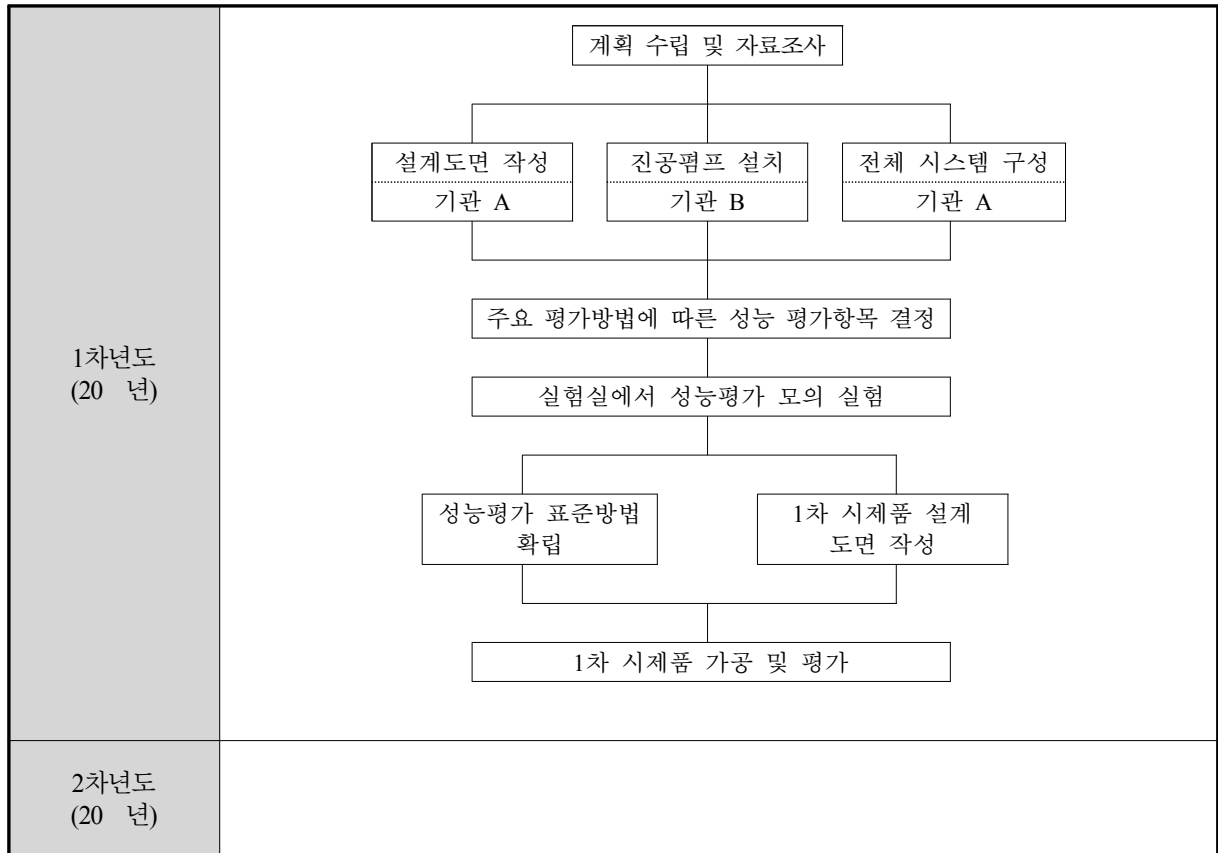 계획 수립 및 자료조사
설계도면 작성
기관 A
진공펌프 설치
기관 B
전체 시스템 구성
기관 A
주요 평가방법에 따른 성능 평가항목 결정
1차년도
(20   년)
실험실에서 성능평가 모의 실험
성능평가 표준방법
확립
1차 시제품 설계
도면 작성
1차 시제품 가공 및 평가
2차년도
(20   년)